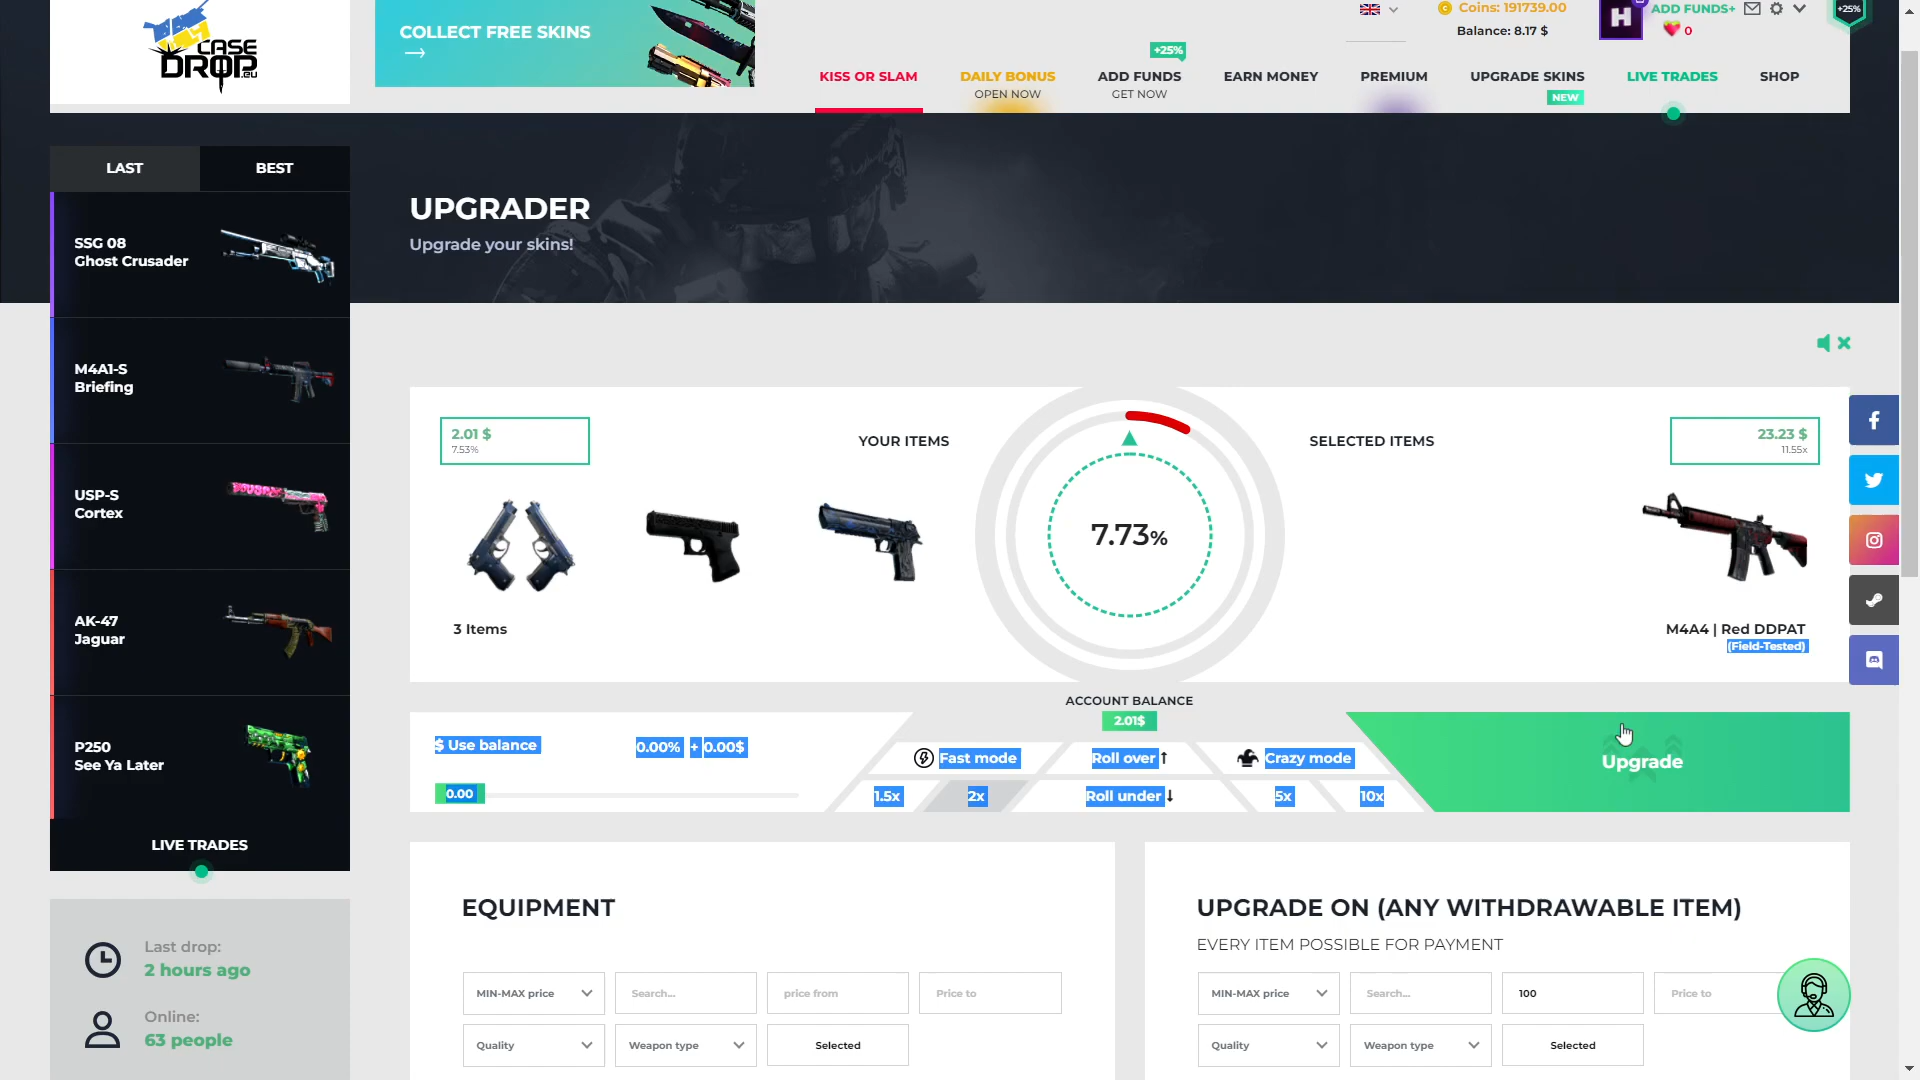 CASE
DROP.eu
COLLECT FREE SKINS
Coins: 191739.00
Balance: 8.17 $
H
ADD FUNDS+
0
+25%
KISS OR SLAM
DAILY BONUS
OPEN NOW
+25%
ADD FUNDS
GET NOW
EARN MONEY
PREMIUM
UPGRADE SKINS
NEW
LIVE TRADES
SHOP
LAST
BEST
SSG 08
Ghost Crusader
M4A1-S
Briefing
USP-S
Cortex
AK-47
Jaguar
P250
See Ya Later
LIVE TRADES
Last drop:
2 hours ago
Online:
63 people
UPGRADER
Upgrade your skins!
2.01 $
7.53%
YOUR ITEMS
3 Items
7.73%
SELECTED ITEMS
23.23 $
11.55x
M4A4 | Red DDPAT
(Field-Tested)
ACCOUNT BALANCE
2.01$
$ Use balance
0.00% + 0.00$
0.00
Fast mode
Roll over
Crazy mode
1.5x
2x
Roll under
5x
10x
Upgrade
EQUIPMENT
MIN-MAX price
Search...
price from
Price to
Quality
Weapon type
Selected
UPGRADE ON (ANY WITHDRAWABLE ITEM)
EVERY ITEM POSSIBLE FOR PAYMENT
MIN-MAX price
Search...
100
Price to
Quality
Weapon type
Selected